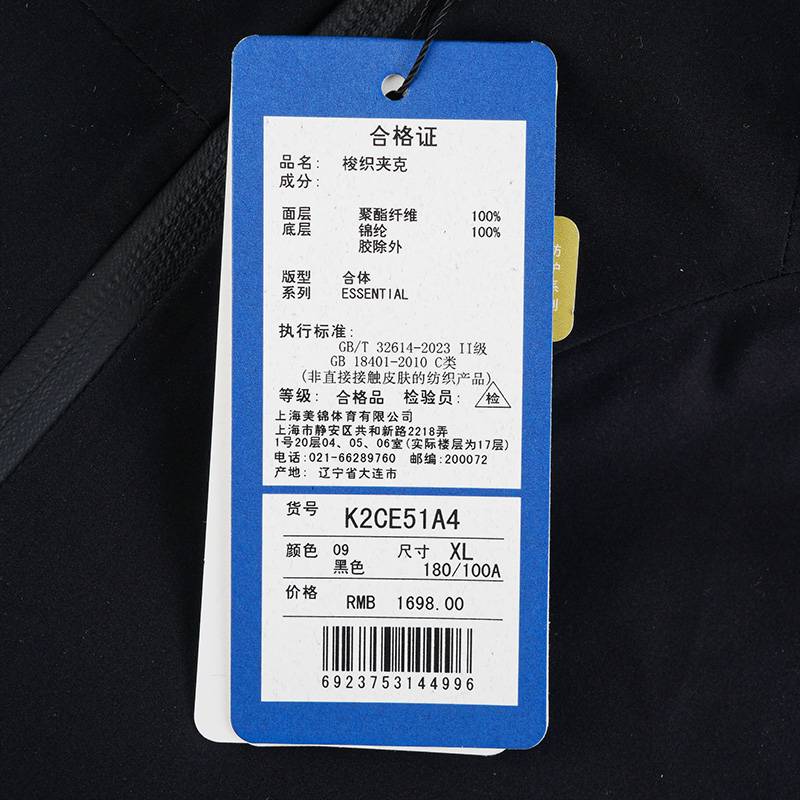 合格证
品名: 梭织夹克
成分:
面层 聚酯纤维 100%
底层 锦纶 100%
胶除外
版型 合体
系列 ESSENTIAL
执行标准:
GB/T 32614-2023 II级
GB 18401-2010 C类
(非直接接触皮肤的纺织产品)
等级: 合格品 检验员: 检
上海美锦体育有限公司
上海市静安区共和新路2218弄
1号20层04、05、06室(实际楼层为17层)
电话:021-66289760 邮编:200072
产地: 辽宁省大连市
货号 K2CE51A4
颜色 09 尺寸 XL
黑色 180/100A
价格 RMB 1698.00
6923753144996
防护系列